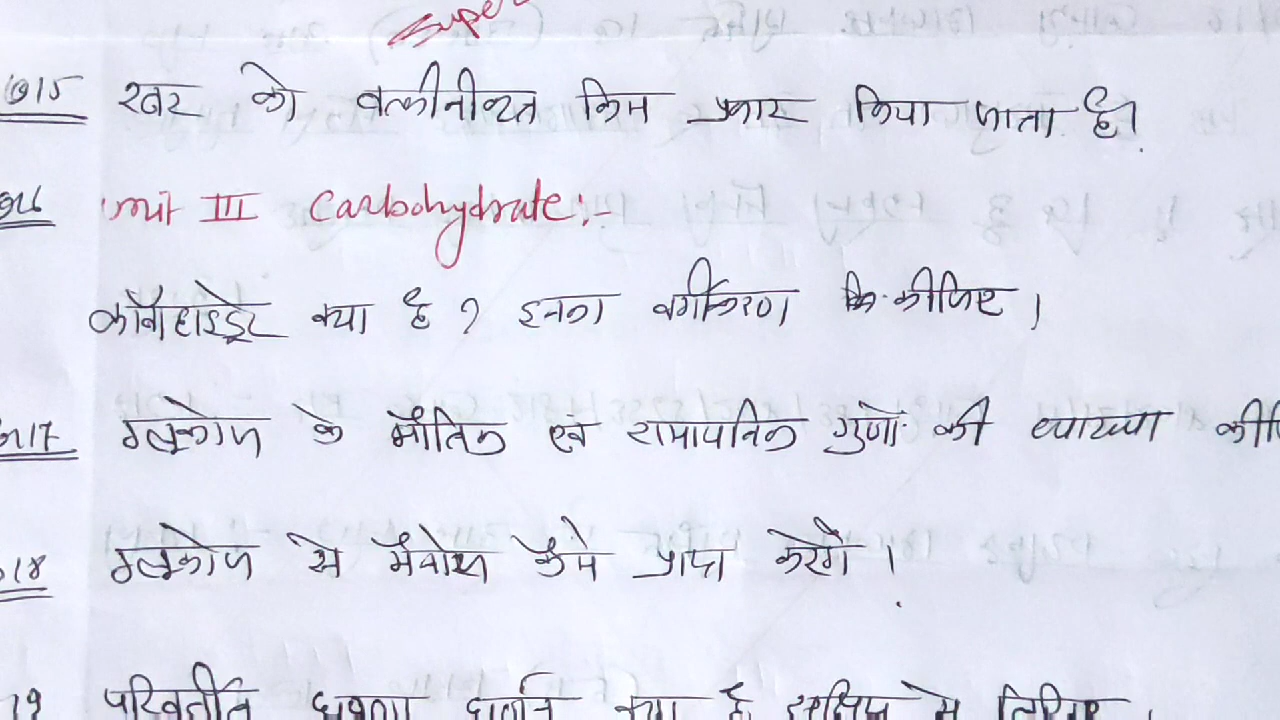 Super
Q15 रबर को वल्कीनीकृत किस प्रकार किया जाता है।
Q16 Unit III Carbohydrate:-
कार्बोहाइड्रेट क्या है ? इनका वर्गीकरण कि कीजिए ।
Q17 ग्लूकोज के भौतिक एवं रासायनिक गुणों की व्याख्या
Q18 ग्लूकोज से मैनोस कैसे प्राप्त करेंगे ।
19 परिवर्तित ध्रुवण घूर्णन क्या है संक्षिप्त से लिखिए ।